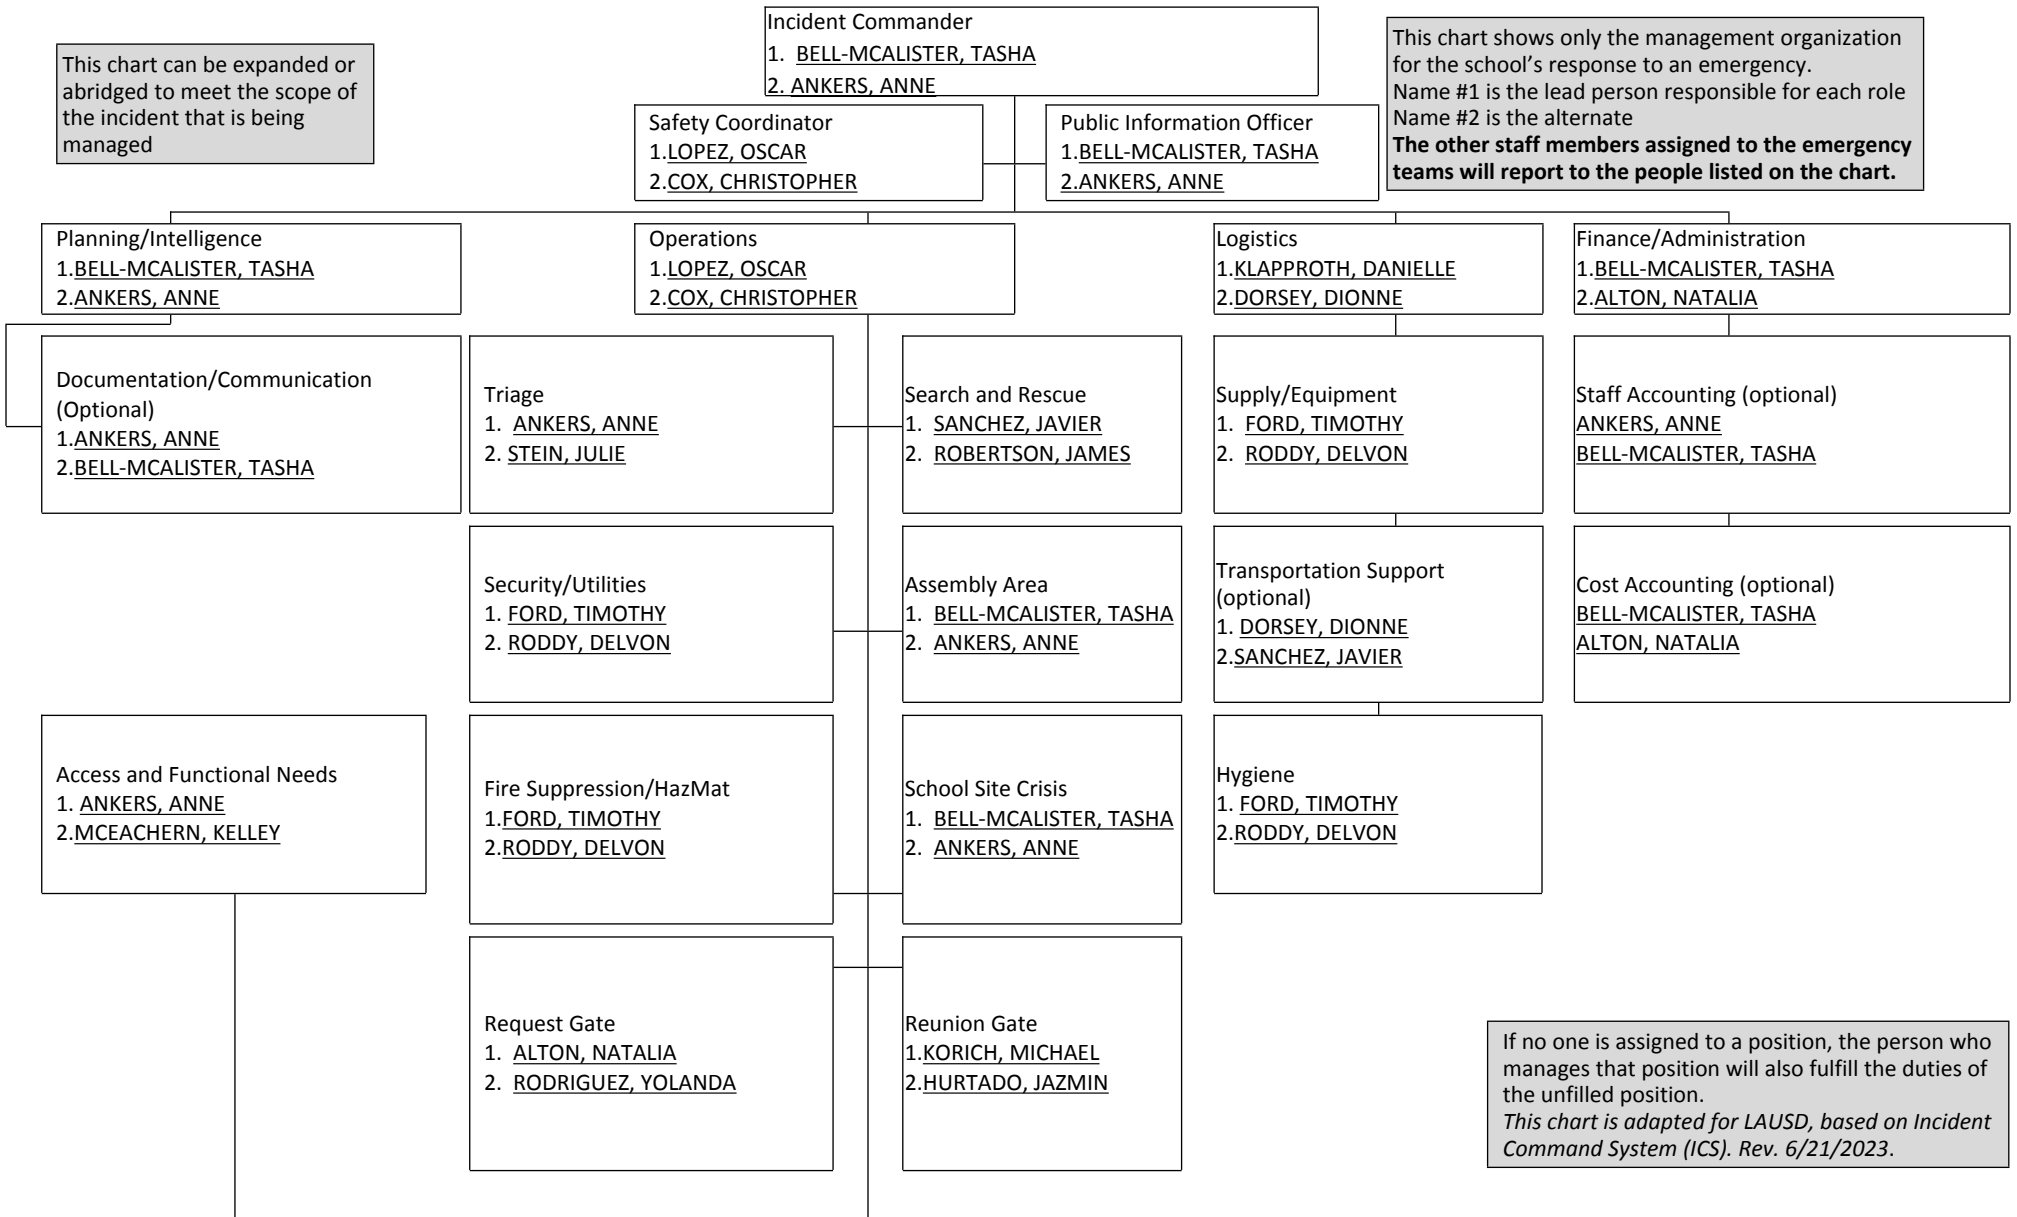 Incident Commander
1. BELL-MCALISTER, TASHA
2. ANKERS, ANNE
This chart can be expanded or
abridged to meet the scope of
the incident that is being
managed
This chart shows only the management organization
for the school’s response to an emergency.
Name #1 is the lead person responsible for each role
Name #2 is the alternate
The other staff members assigned to the emergency
teams will report to the people listed on the chart.
Safety Coordinator
1.LOPEZ, OSCAR
2.COX, CHRISTOPHER
Public Information Officer
1.BELL-MCALISTER, TASHA
2.ANKERS, ANNE
Planning/Intelligence
1.BELL-MCALISTER, TASHA
2.ANKERS, ANNE
Operations
1.LOPEZ, OSCAR
2.COX, CHRISTOPHER
Logistics
1.KLAPPROTH, DANIELLE
2.DORSEY, DIONNE
Finance/Administration
1.BELL-MCALISTER, TASHA
2.ALTON, NATALIA
Documentation/Communication
(Optional)
1.ANKERS, ANNE
2.BELL-MCALISTER, TASHA
Triage
1. ANKERS, ANNE
2. STEIN, JULIE
Search and Rescue
1. SANCHEZ, JAVIER
2. ROBERTSON, JAMES
Supply/Equipment
1. FORD, TIMOTHY
2. RODDY, DELVON
Staff Accounting (optional)
ANKERS, ANNE
BELL-MCALISTER, TASHA
Security/Utilities
1. FORD, TIMOTHY
2. RODDY, DELVON
Assembly Area
1. BELL-MCALISTER, TASHA
2. ANKERS, ANNE
Transportation Support
(optional)
1. DORSEY, DIONNE
2.SANCHEZ, JAVIER
Cost Accounting (optional)
BELL-MCALISTER, TASHA
ALTON, NATALIA
Access and Functional Needs
1. ANKERS, ANNE
2.MCEACHERN, KELLEY
Fire Suppression/HazMat
1.FORD, TIMOTHY
2.RODDY, DELVON
School Site Crisis
1. BELL-MCALISTER, TASHA
2. ANKERS, ANNE
Hygiene
1. FORD, TIMOTHY
2.RODDY, DELVON
Request Gate
1. ALTON, NATALIA
2. RODRIGUEZ, YOLANDA
Reunion Gate
1.KORICH, MICHAEL
2.HURTADO, JAZMIN
If no one is assigned to a position, the person who
manages that position will also fulfill the duties of
the unfilled position.
This chart is adapted for LAUSD, based on Incident
Command System (ICS). Rev. 6/21/2023.